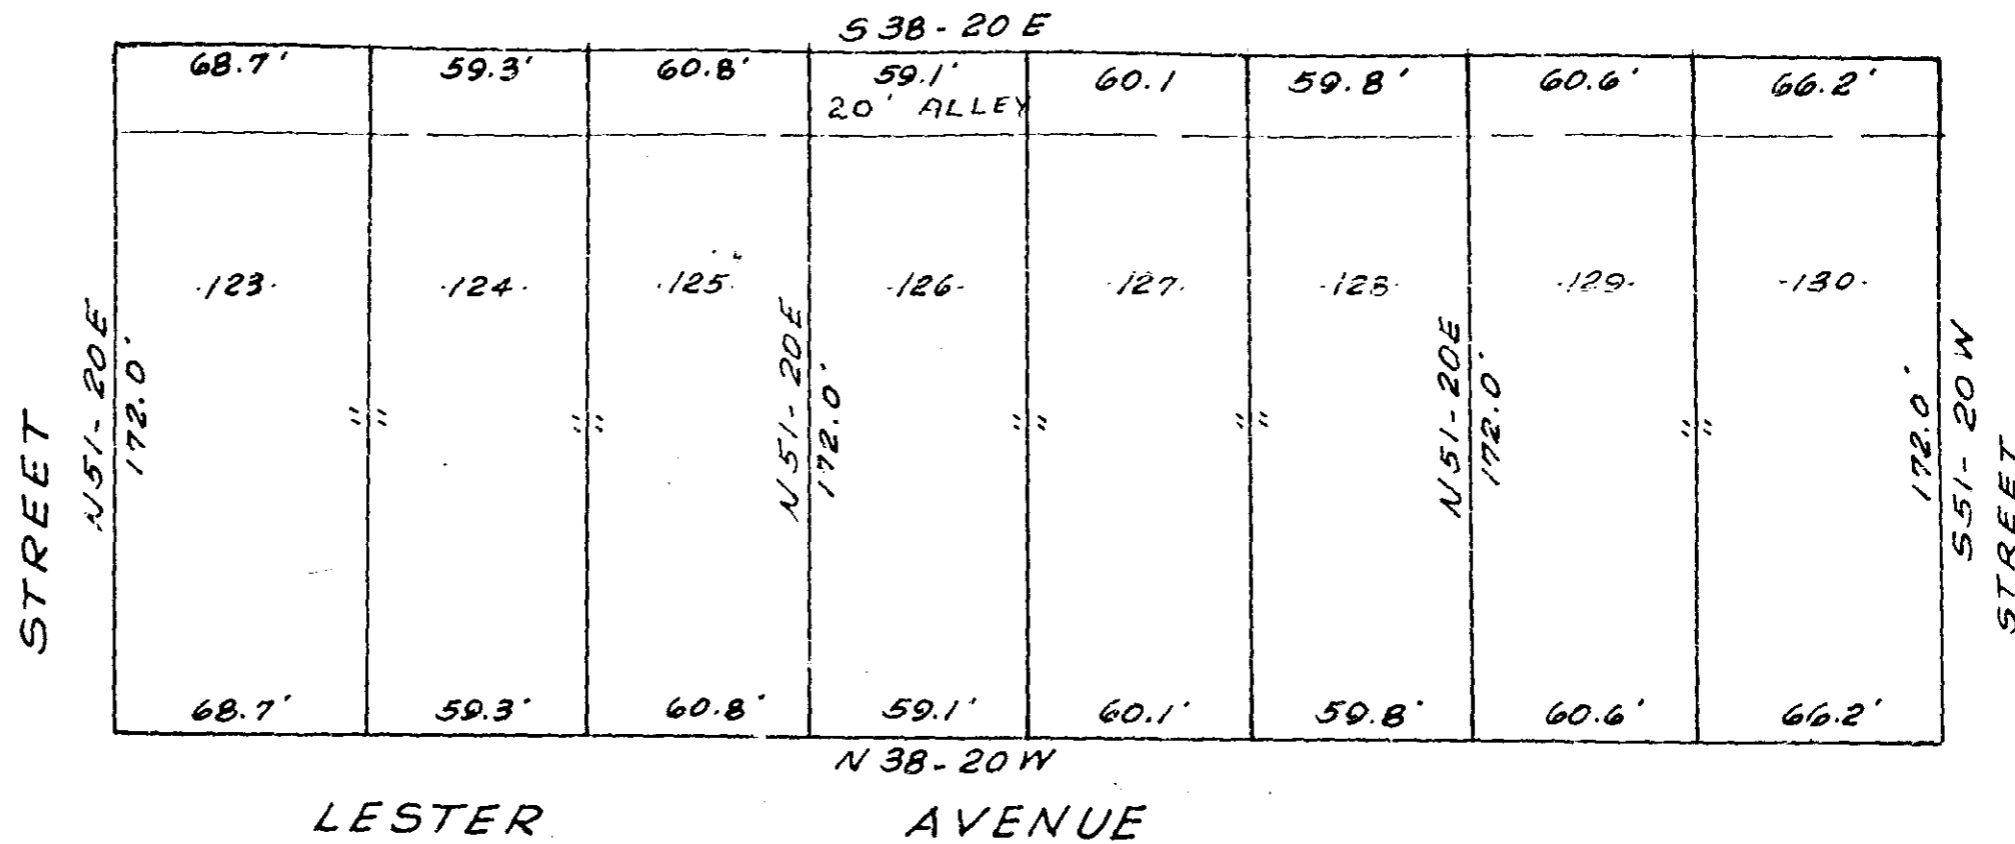 S 38-20 E
68.7' 59.3' 60.8' 59.1' 60.1 59.8' 60.6' 66.2'
20' ALLEY
·123· ·124· ·125· ·126· ·127· ·128· ·129· ·130·
STREET
N 51-20 E
172.0'
N 51-20 E
172.0'
N 51-20 E
172.0'
172.0'
S 51-20 W
STREET
" " " " " " " " " "
68.7' 59.3' 60.8' 59.1' 60.1' 59.8' 60.6' 66.2'
N 38-20 W
LESTER AVENUE